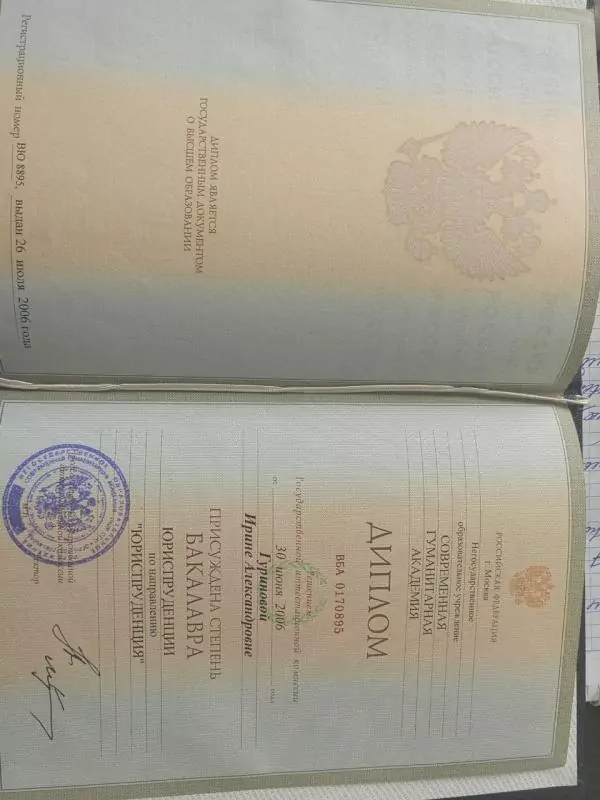 ДИПЛОМ ЯВЛЯЕТСЯ
ГОСУДАРСТВЕННЫМ ДОКУМЕНТОМ
О ВЫСШЕМ ОБРАЗОВАНИИ
Регистрационный номер ВЮ 8895, выдан 26 июля 2006 года
РОССИЙСКАЯ ФЕДЕРАЦИЯ
г. Москва
Негосударственное
образовательное учреждение
СОВРЕМЕННАЯ
ГУМАНИТАРНАЯ
АКАДЕМИЯ
ДИПЛОМ
ВБА 0170895
Решением
Государственной аттестационной комиссии
от 30 июня 2006 года
Гуриновой
Ирине Александровне
ПРИСУЖДЕНА СТЕПЕНЬ
БАКАЛАВРА
ЮРИСПРУДЕНЦИИ
по направлению
"ЮРИСПРУДЕНЦИЯ"
Ректор